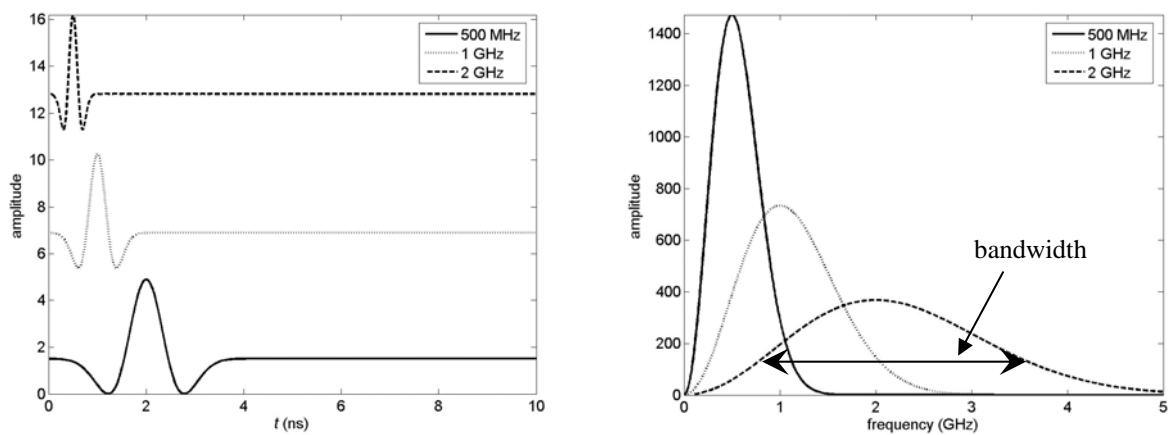 16
14
12
10
8
6
4
2
0
amplitude
0 2 4 6 8 10
t (ns)
500 MHz
1 GHz
2 GHz
1400
1200
1000
800
600
400
200
0
amplitude
0 1 2 3 4 5
frequency (GHz)
500 MHz
1 GHz
2 GHz
bandwidth